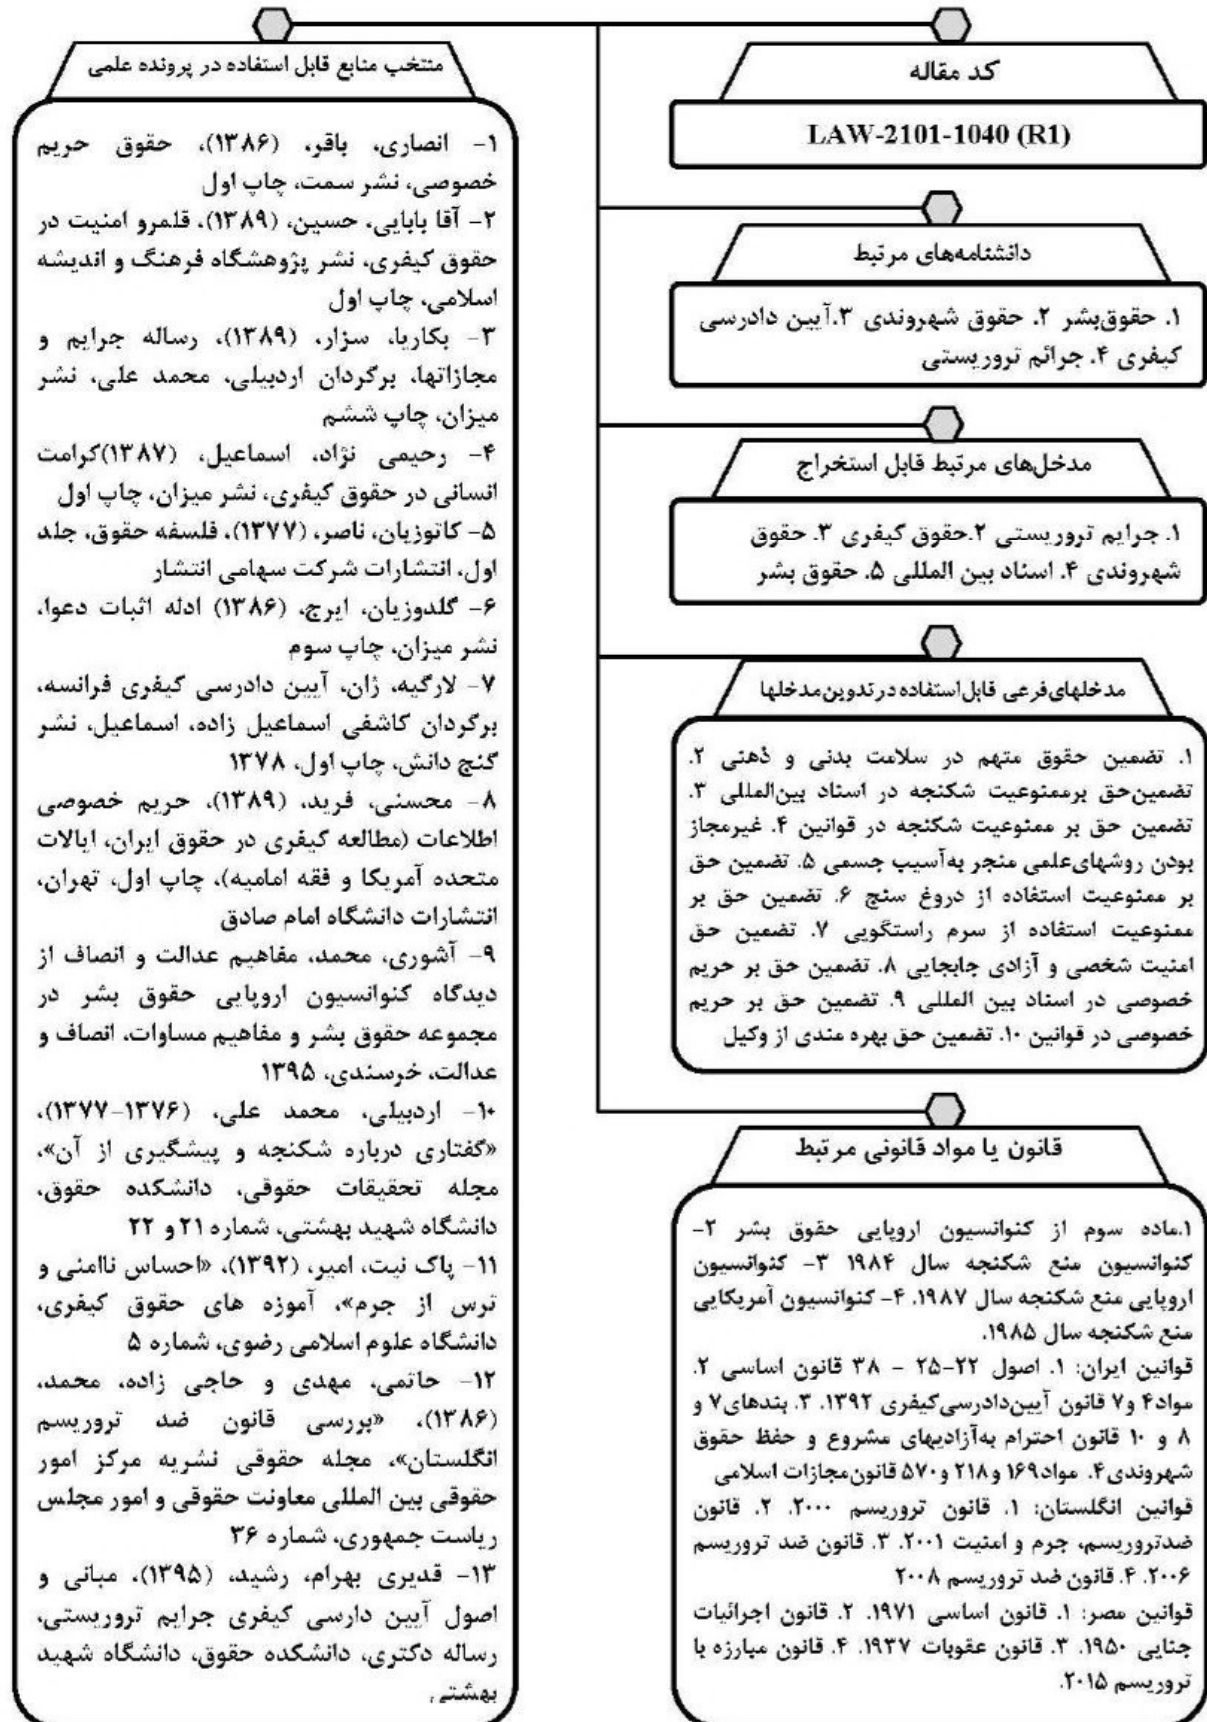 کد مقاله
LAW-2101-1040 (R1)
دانشنامه‌های مرتبط
۱. حقوق‌بشر ۲. حقوق شهروندی ۳.آیین دادرسی
کیفری ۴. جرائم تروریستی
مدخل‌های مرتبط قابل استخراج
۱. جرایم تروریستی ۲.حقوق کیفری ۳. حقوق
شهروندی ۴. اسناد بین المللی ۵. حقوق بشر
مدخلهای‌فرعی قابل‌استفاده‌درتدوین‌مدخلها
۱. تضمین حقوق متهم در سلامت بدنی و ذهنی ۲.
تضمین‌حق برممنوعیت شکنجه در اسناد بین‌المللی ۳.
تضمین حق بر ممنوعیت شکنجه در قوانین ۴. غیرمجاز
بودن روشهای‌علمی منجر به‌آسیب جسمی ۵. تضمین حق
بر ممنوعیت استفاده از دروغ سنج ۶. تضمین حق بر
ممنوعیت استفاده از سرم راستگویی ۷. تضمین حق
امنیت شخصی و آزادی جابجایی ۸. تضمین حق بر حریم
خصوصی در اسناد بین المللی ۹. تضمین حق بر حریم
خصوصی در قوانین ۱۰. تضمین حق بهره مندی از وکیل
قانون یا مواد قانونی مرتبط
۱.ماده سوم از کنوانسیون اروپایی حقوق بشر ۲-
کنوانسیون منع شکنجه سال ۱۹۸۴ ۳- کنوانسیون
اروپایی منع شکنجه سال ۱۹۸۷. ۴- کنوانسیون آمریکایی
منع شکنجه سال ۱۹۸۵.
قوانین ایران: ۱. اصول ۲۲-۲۵ - ۳۸ قانون اساسی ۲.
مواد۴ و۷ قانون آیین‌دادرسی‌کیفری ۱۳۹۲. ۳. بندهای۷ و
۸ و ۱۰ قانون احترام به‌آزادیهای مشروع و حفظ حقوق
شهروندی۴. مواد۱۶۹ و۲۱۸ و۵۷۰ قانون‌مجازات اسلامی
قوانین انگلستان: ۱. قانون تروریسم ۲۰۰۰. ۲. قانون
ضدتروریسم، جرم و امنیت ۲۰۰۱. ۳. قانون ضد تروریسم
۲۰۰۶. ۴. قانون ضد تروریسم ۲۰۰۸
قوانین مصر: ۱. قانون اساسی ۱۹۷۱. ۲. قانون اجرائیات
جنایی ۱۹۵۰. ۳. قانون عقوبات ۱۹۳۷. ۴. قانون مبارزه با
تروریسم ۲۰۱۵.
منتخب منابع قابل استفاده در پرونده علمی
۱- انصاری، باقر، (۱۳۸۶)، حقوق حریم
خصوصی، نشر سمت، چاپ اول
۲- آقا بابایی، حسین، (۱۳۸۹)، قلمرو امنیت در
حقوق کیفری، نشر پژوهشگاه فرهنگ و اندیشه
اسلامی، چاپ اول
۳- بکاریا، سزار، (۱۳۸۹)، رساله جرایم و
مجازاتها، برگردان اردبیلی، محمد علی، نشر
میزان، چاپ ششم
۴- رحیمی نژاد، اسماعیل، (۱۳۸۷)کرامت
انسانی در حقوق کیفری، نشر میزان، چاپ اول
۵- کاتوزیان، ناصر، (۱۳۷۷)، فلسفه حقوق، جلد
اول، انتشارات شرکت سهامی انتشار
۶- گلدوزیان، ایرج، (۱۳۸۶) ادله اثبات دعوا،
نشر میزان، چاپ سوم
۷- لارگیه، ژان، آیین دادرسی کیفری فرانسه،
برگردان کاشفی اسماعیل زاده، اسماعیل، نشر
گنج دانش، چاپ اول، ۱۳۷۸
۸- محسنی، فرید، (۱۳۸۹)، حریم خصوصی
اطلاعات (مطالعه کیفری در حقوق ایران، ایالات
متحده آمریکا و فقه امامیه)، چاپ اول، تهران،
انتشارات دانشگاه امام صادق
۹- آشوری، محمد، مفاهیم عدالت و انصاف از
دیدگاه کنوانسیون اروپایی حقوق بشر در
مجموعه حقوق بشر و مفاهیم مساوات، انصاف و
عدالت، خرسندی، ۱۳۹۵
۱۰- اردبیلی، محمد علی، (۱۳۷۶-۱۳۷۷)،
«گفتاری درباره شکنجه و پیشگیری از آن»،
مجله تحقیقات حقوقی، دانشکده حقوق،
دانشگاه شهید بهشتی، شماره ۲۱ و ۲۲
۱۱- پاک نیت، امیر، (۱۳۹۲)، «احساس ناامنی و
ترس از جرم»، آموزه های حقوق کیفری،
دانشگاه علوم اسلامی رضوی، شماره ۵
۱۲- حاتمی، مهدی و حاجی زاده، محمد،
(۱۳۸۶)، «بررسی قانون ضد تروریسم
انگلستان»، مجله حقوقی نشریه مرکز امور
حقوقی بین المللی معاونت حقوقی و امور مجلس
ریاست جمهوری، شماره ۳۶
۱۳- قدیری بهرام، رشید، (۱۳۹۵)، مبانی و
اصول آیین دارسی کیفری جرایم تروریستی،
رساله دکتری، دانشکده حقوق، دانشگاه شهید
بهشتی